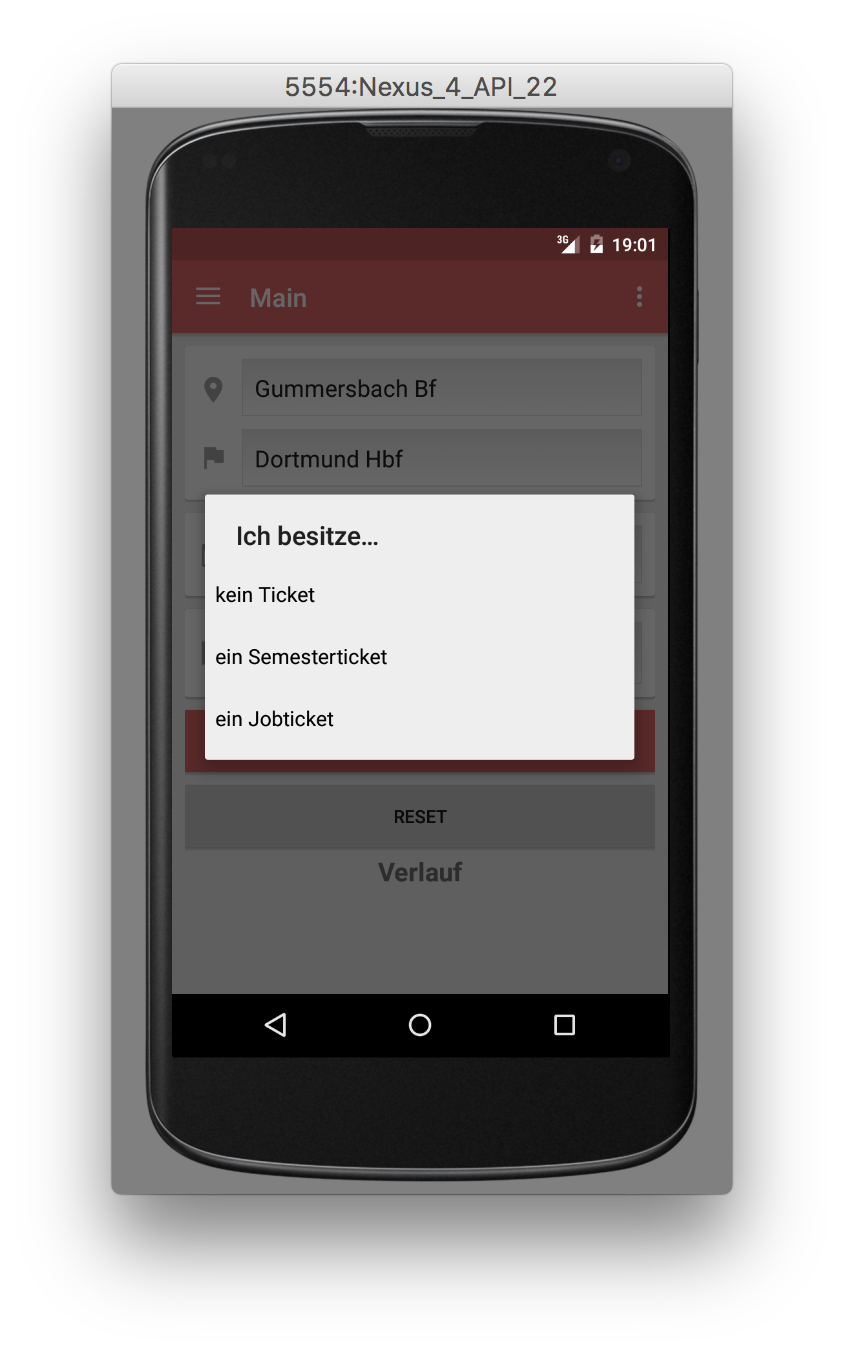 5554:Nexus_4_API_22
3G 19:01
Main
Gummersbach Bf
Dortmund Hbf
Ich besitze...
kein Ticket
ein Semesterticket
ein Jobticket
RESET
Verlauf